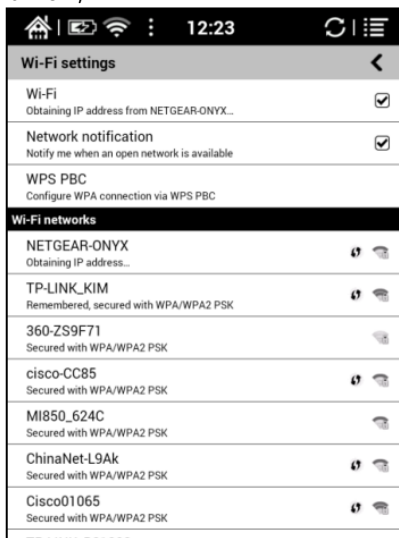 12:23
Wi-Fi settings
Wi-Fi
Obtaining IP address from NETGEAR-ONYX...
Network notification
Notify me when an open network is available
WPS PBC
Configure WPA connection via WPS PBC
Wi-Fi networks
NETGEAR-ONYX
Obtaining IP address...
TP-LINK_KIM
Remembered, secured with WPA/WPA2 PSK
360-ZS9F71
Secured with WPA/WPA2 PSK
cisco-CC85
Secured with WPA/WPA2 PSK
MI850_624C
Secured with WPA/WPA2 PSK
ChinaNet-L9Ak
Secured with WPA/WPA2 PSK
Cisco01065
Secured with WPA/WPA2 PSK